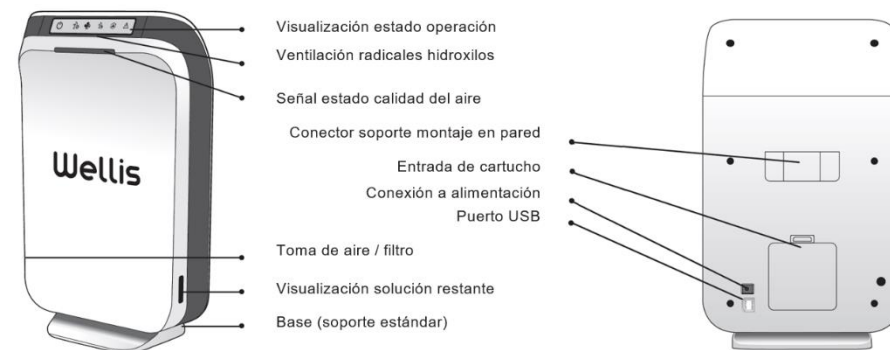 Visualización estado operación
Ventilación radicales hidroxilos
Señal estado calidad del aire
Conector soporte montaje en pared
Entrada de cartucho
Wellis
Conexión a alimentación
Puerto USB
Toma de aire / filtro
Visualización solución restante
Base (soporte estándar)